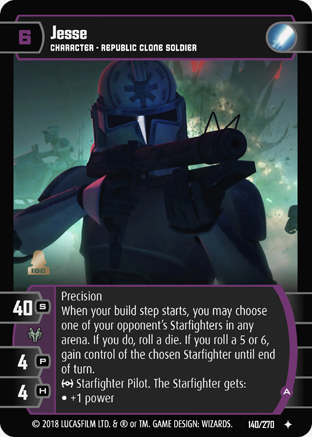 6
Jesse
CHARACTER - REPUBLIC CLONE SOLDIER
IDC
40 S
4 P
4 H
Precision
When your build step starts, you may choose
one of your opponent's Starfighters in any
arena. If you do, roll a die. If you roll a 5 or 6,
gain control of the chosen Starfighter until end
of turn.
Starfighter Pilot. The Starfighter gets:
• +1 power
A
© 2018 LUCASFILM LTD. & ® or TM. GAME DESIGN: WIZARDS. 140/270